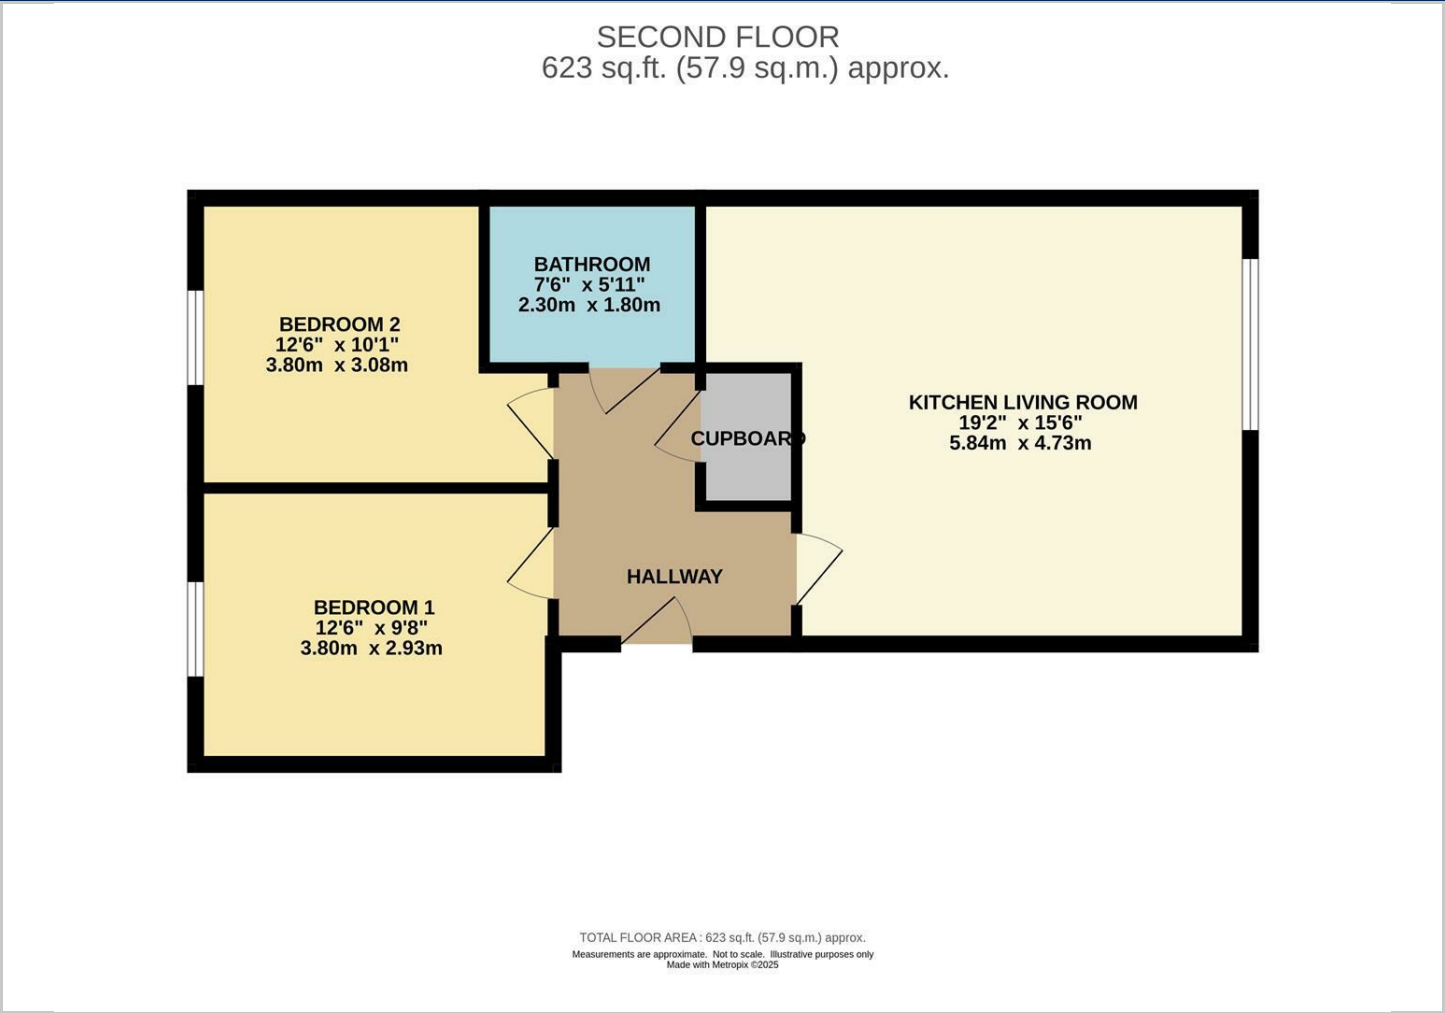 SECOND FLOOR
623 sq.ft. (57.9 sq.m.) approx.
BATHROOM
7'6" x 5'11"
2.30m x 1.80m
BEDROOM 2
12'6" x 10'1"
3.80m x 3.08m
KITCHEN LIVING ROOM
19'2" x 15'6"
5.84m x 4.73m
CUPBOARD
HALLWAY
BEDROOM 1
12'6" x 9'8"
3.80m x 2.93m
TOTAL FLOOR AREA : 623 sq.ft. (57.9 sq.m.) approx.
Measurements are approximate. Not to scale. Illustrative purposes only
Made with Metropix ©2025